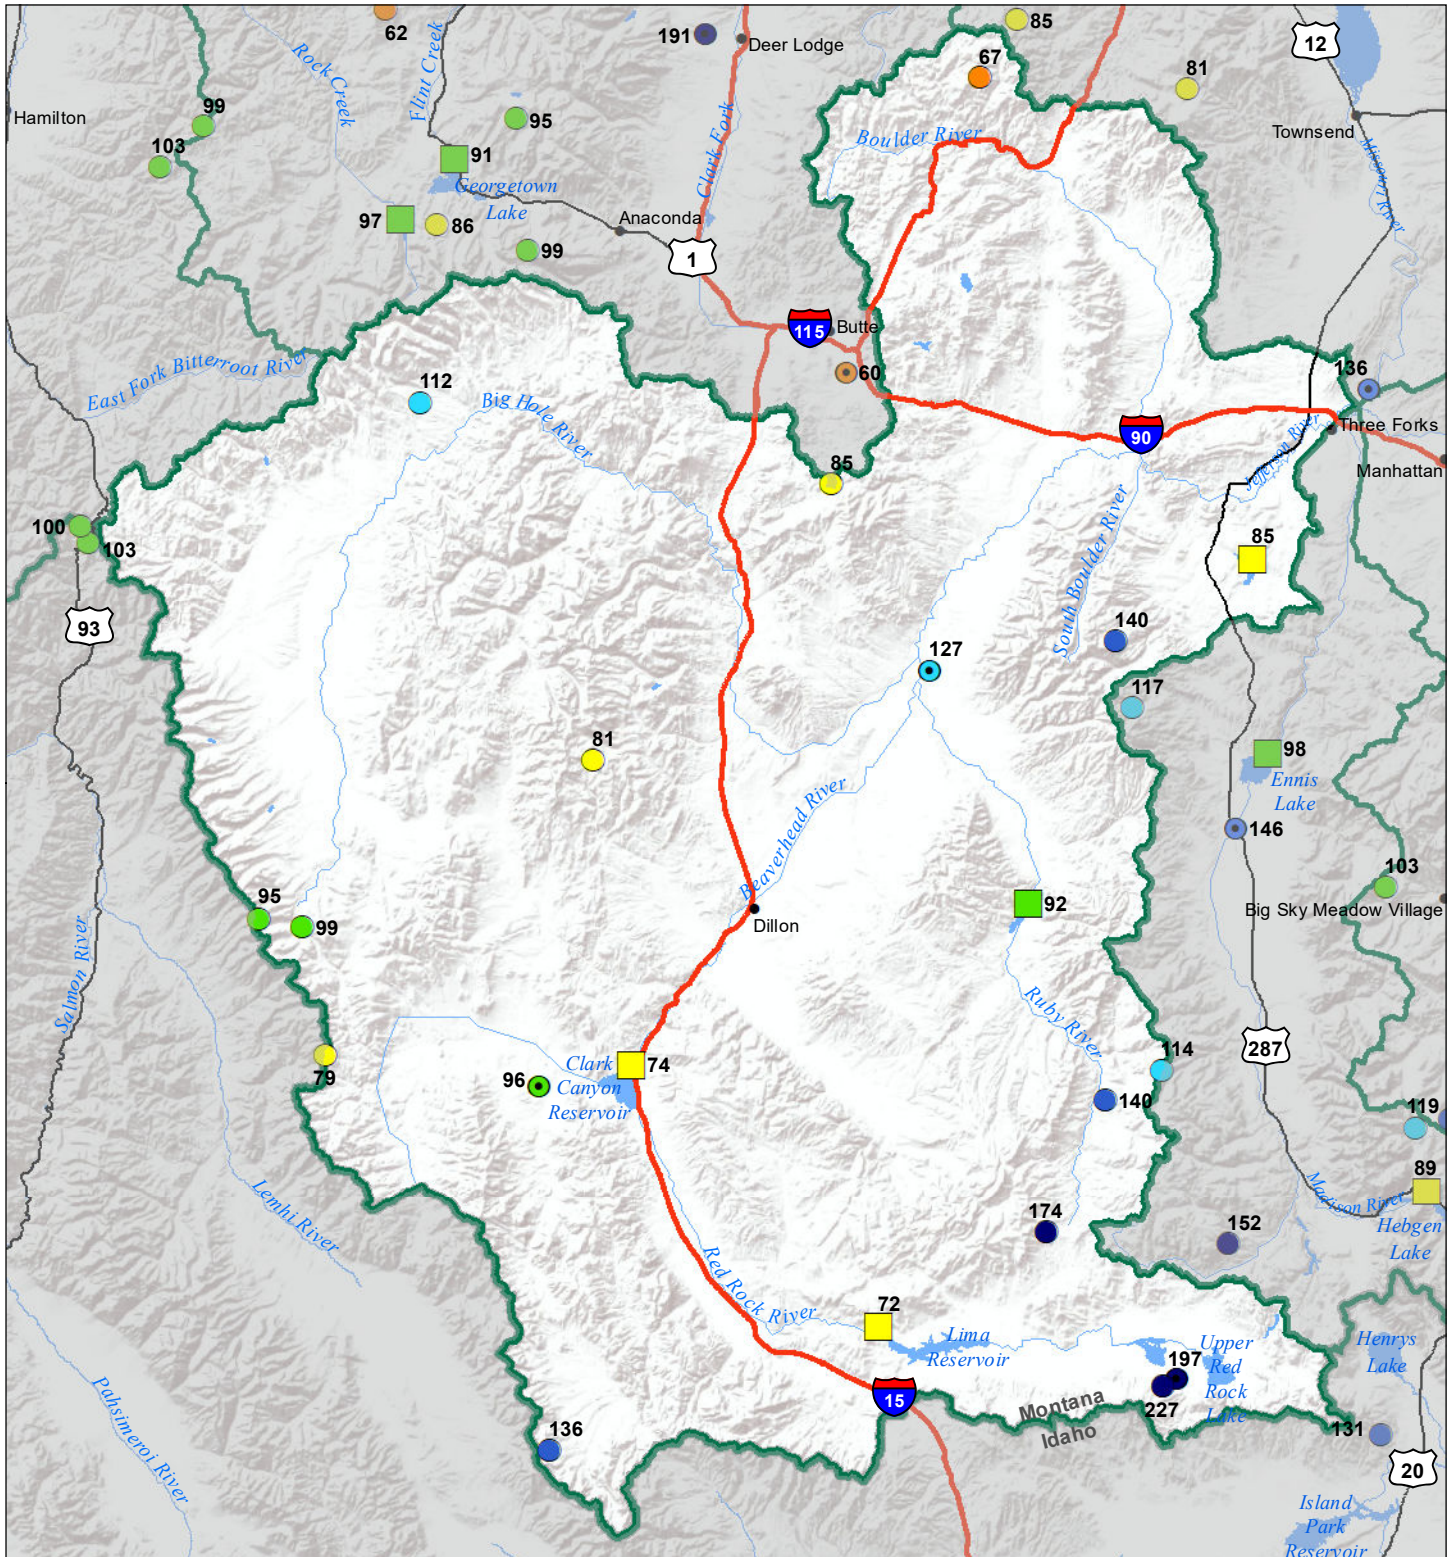 62
191
Deer Lodge
85
12
67
81
Rock Creek
Flint Creek
Clark Fork
Hamilton
99
95
Boulder River
Townsend
Missouri River
103
91
Georgetown
Lake
97
86
99
Anaconda
1
115
Butte
60
136
East Fork Bitterroot River
112
Big Hole River
90
Three Forks
Jefferson River
Manhattan
85
85
100
103
South Boulder River
93
140
127
117
81
98
Ennis
Lake
146
Beaverhead River
103
95
99
92
Big Sky Meadow Village
Dillon
Salmon River
Ruby River
287
79
Clark
Canyon
Reservoir
74
96
114
140
119
Lemhi River
89
Madison River
Hebgen
Lake
174
152
Red Rock River
72
Lima
Reservoir
Upper
Red
Rock
Lake
197
227
Henrys
Lake
15
Montana
Idaho
136
131
20
Pahsimeroi River
Island
Park
Reservoir